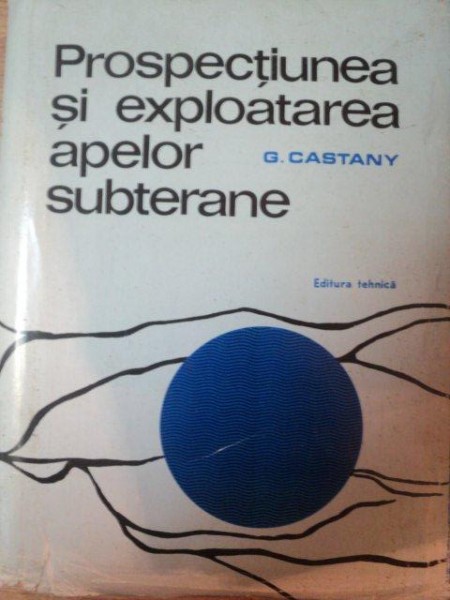 Prospecțiunea
și exploatarea
apelor
G. CASTANY
subterane
Editura tehnică